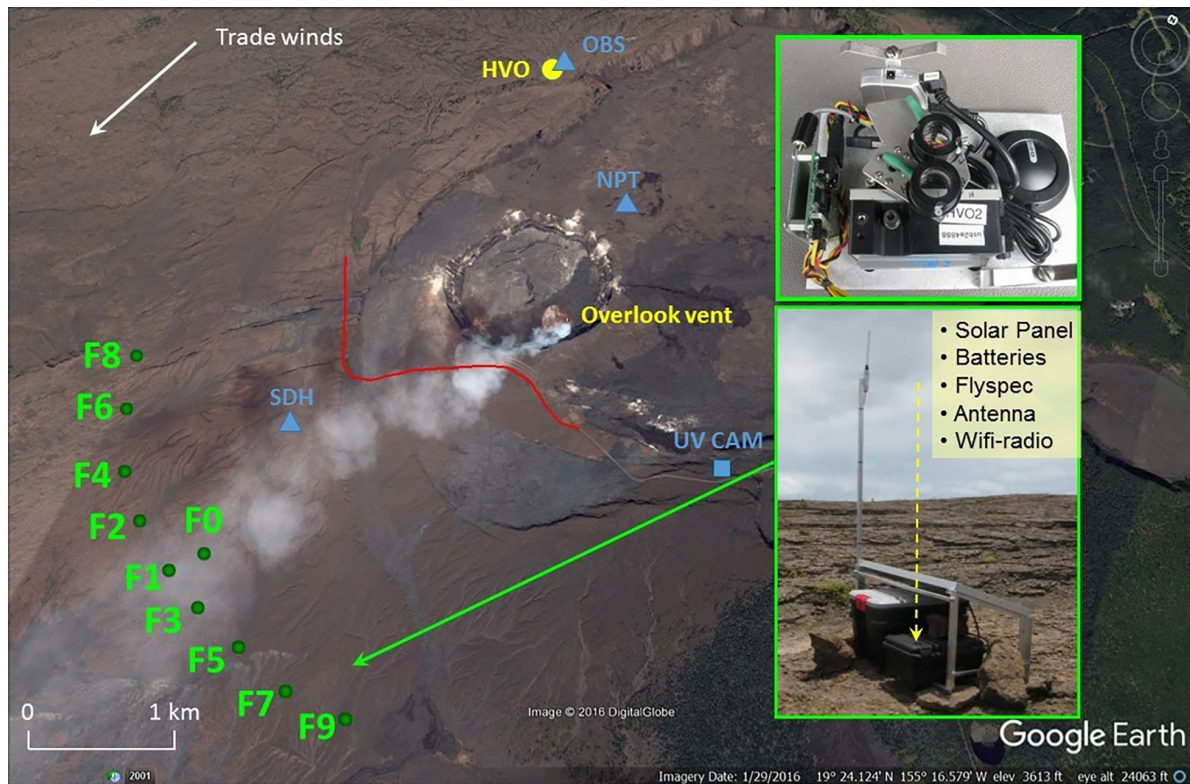 Trade winds
OBS
HVO
NPT
HVO2
Overlook vent
• Solar Panel
• Batteries
• Flyspec
• Antenna
• Wifi-radio
F8
F6
SDH
UV CAM
F4
F2
F0
F1
F3
F5
F7
F9
0 1 km
Image © 2016 DigitalGlobe
Google Earth
2001
Imagery Date: 1/29/2016 19° 24.124' N 155° 16.579' W elev 3613 ft eye alt 24063 ft
N